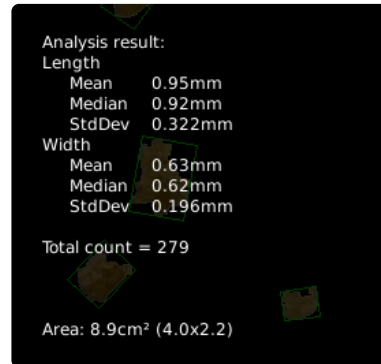 Analysis result:
Length
Mean 0.95mm
Median 0.92mm
StdDev 0.322mm
Width
Mean 0.63mm
Median 0.62mm
StdDev 0.196mm
Total count = 279
Area: 8.9cm² (4.0x2.2)